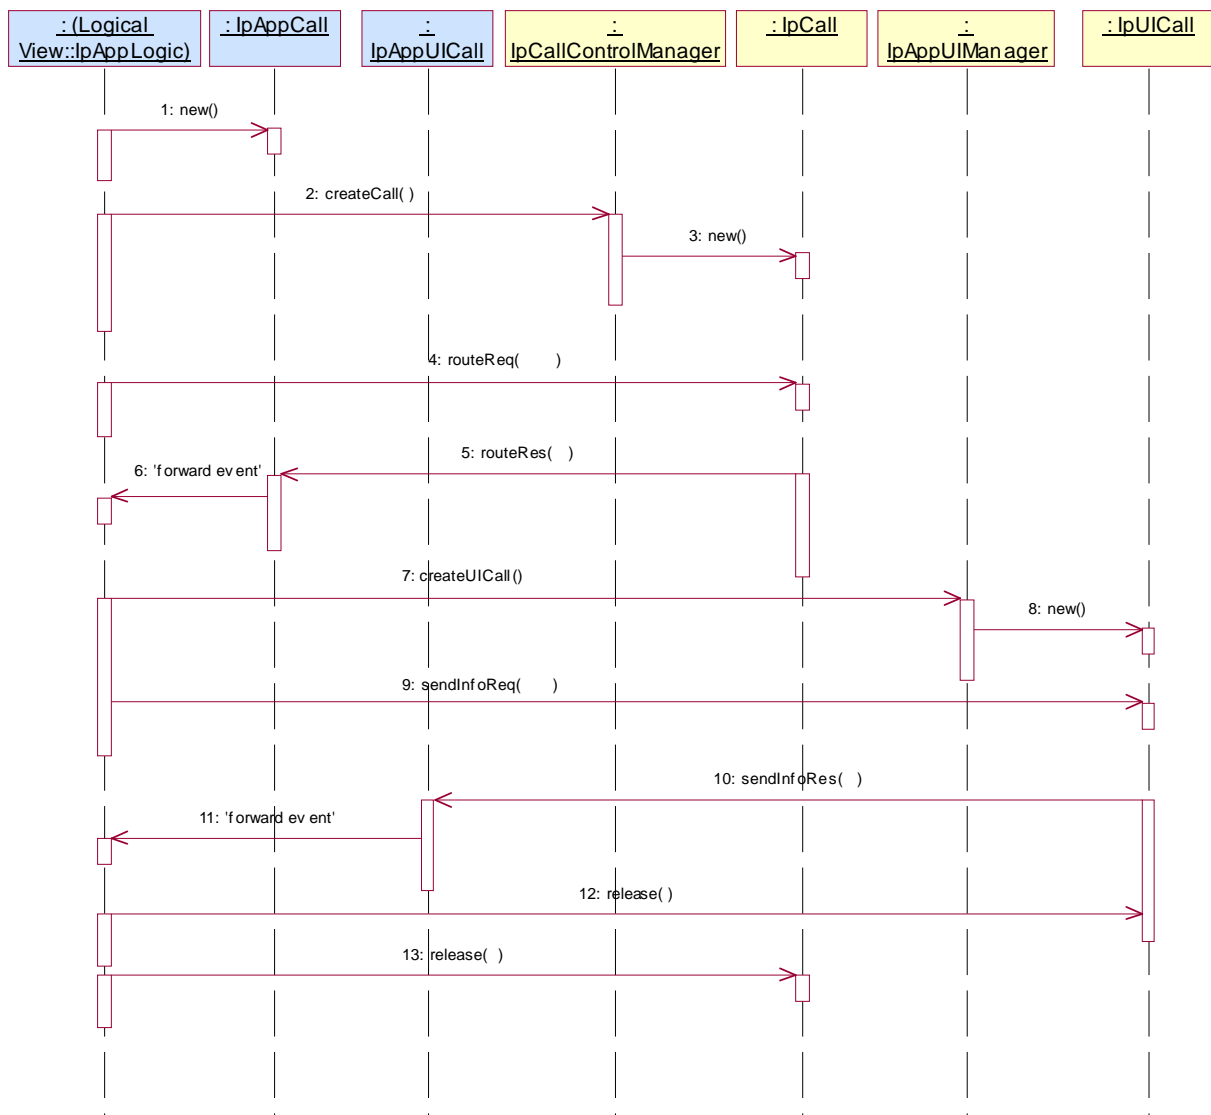 : (Logical
View::IpAppLogic)
: IpAppCall
:
IpAppUICall
:
IpCallControlManager
: IpCall
:
IpAppUIManager
: IpUICall
1: new()
2: createCall( )
3: new()
4: routeReq( )
5: routeRes( )
6: 'forward event'
7: createUICall()
8: new()
9: sendInfoReq( )
10: sendInfoRes( )
11: 'forward event'
12: release( )
13: release( )